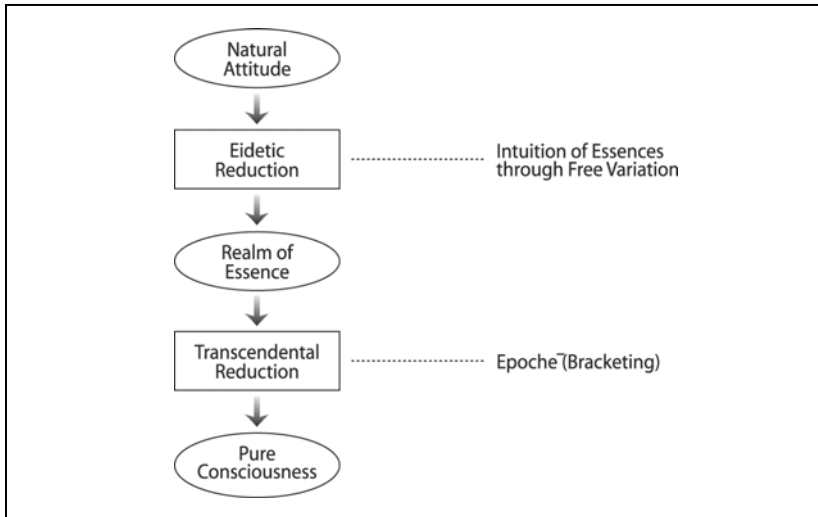 Natural
Attitude
Eidetic
Reduction
Intuition of Essences
through Free Variation
Realm of
Essence
Transcendental
Reduction
Epoche ̄(Bracketing)
Pure
Consciousness